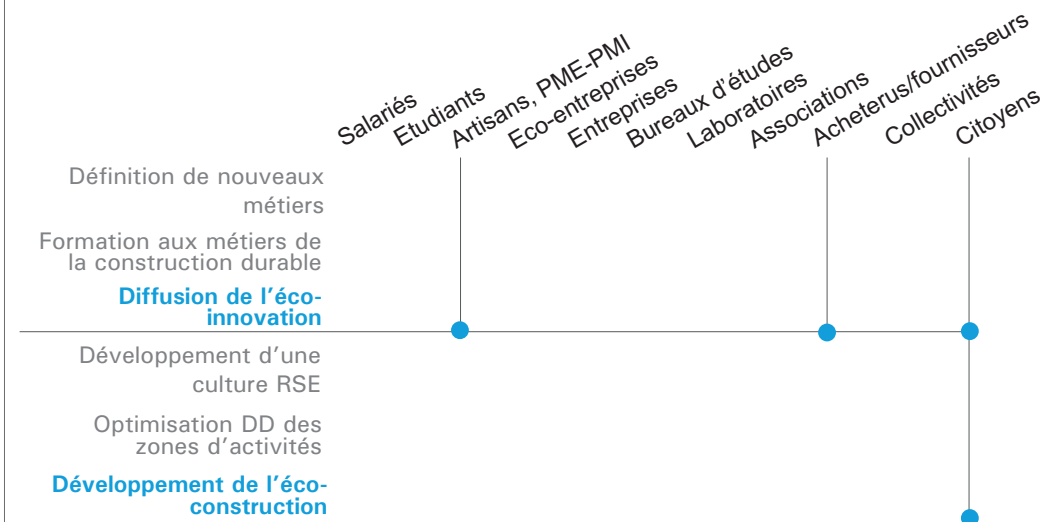 Salariés
Etudiants
Artisans, PME-PMI
Eco-entreprises
Entreprises
Bureaux d'études
Laboratoires
Associations
Acheterus/fournisseurs
Collectivités
Citoyens
Définition de nouveaux
métiers
Formation aux métiers de
la construction durable
Diffusion de l'éco-
innovation
Développement d'une
culture RSE
Optimisation DD des
zones d'activités
Développement de l'éco-
construction